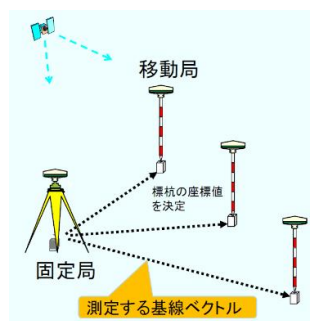 移動局
標杭の座標値
を決定
固定局
測定する基線ベクトル